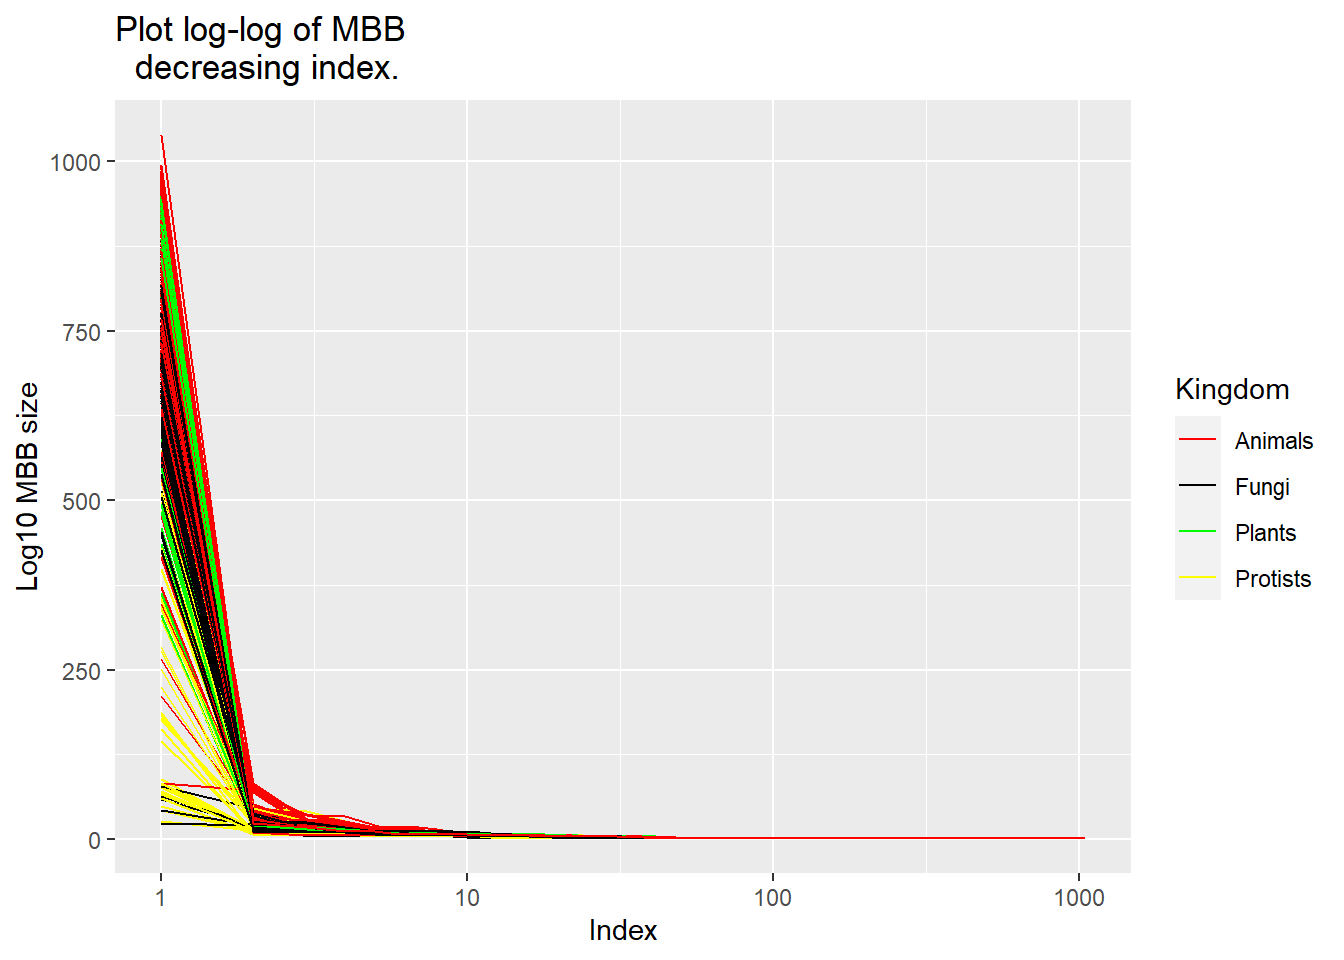 Plot log-log of MBB
decreasing index.
1000
750
500
250
0
Log10 MBB size
1
10
100
1000
Index
Kingdom
Animals
Fungi
Plants
Protists